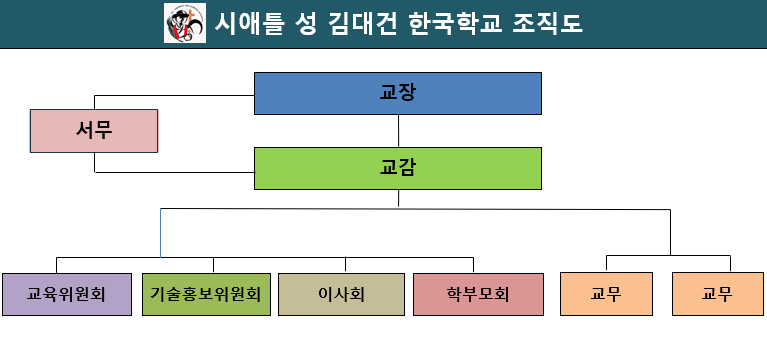 시애틀 성 김대건 한국학교 조직도
교장
서무
교감
교육위원회
기술홍보위원회
이사회
학부모회
교무
교무